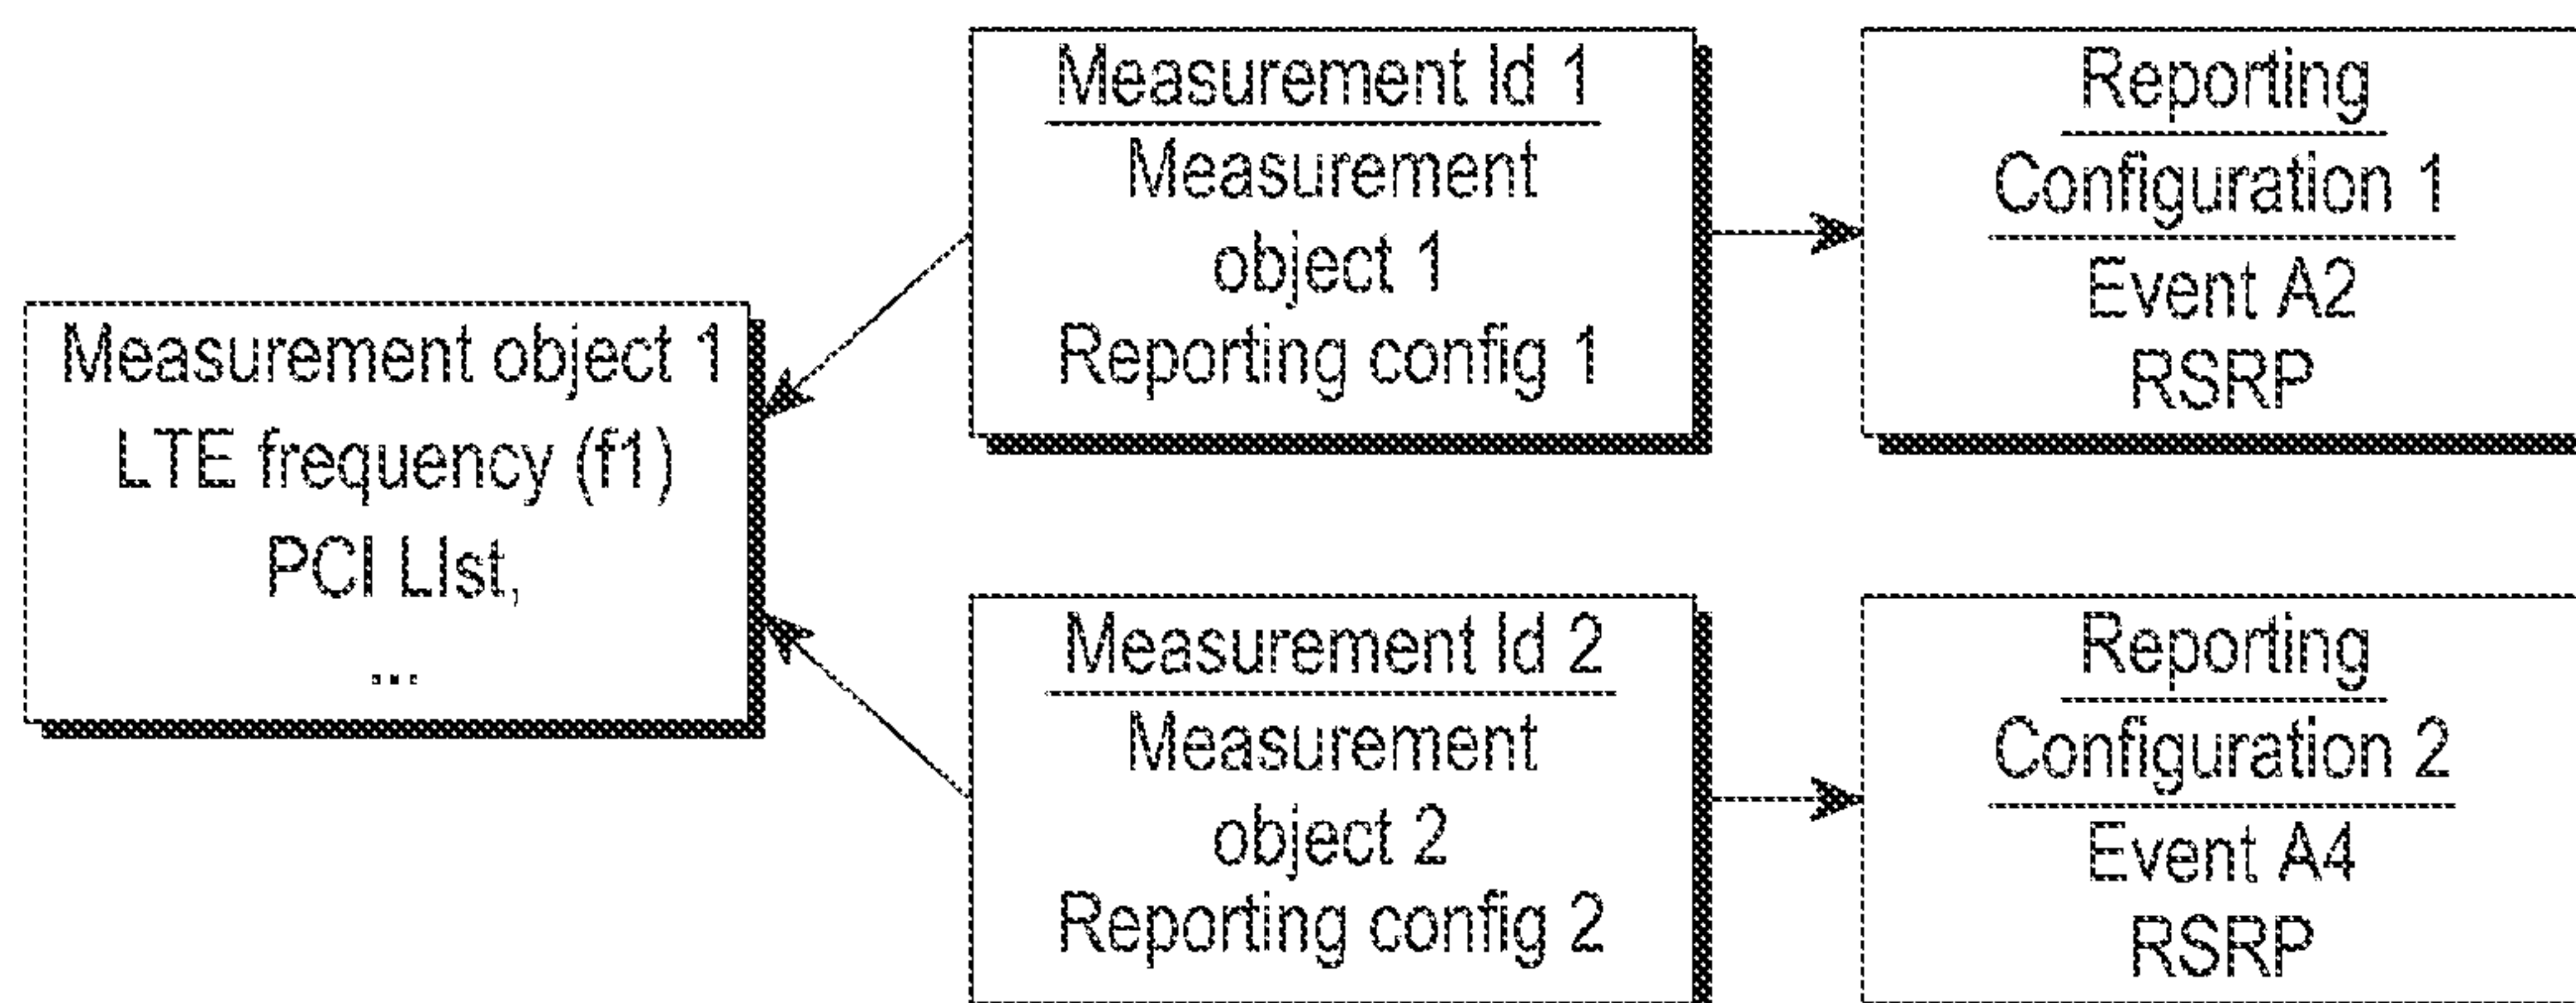 Measurement object 1
LTE frequency (f1)
PCI LIst,
...
Measurement Id 1
Measurement
object 1
Reporting config 1
Reporting
Configuration 1
Event A2
RSRP
Measurement Id 2
Measurement
object 2
Reporting config 2
Reporting
Configuration 2
Event A4
RSRP